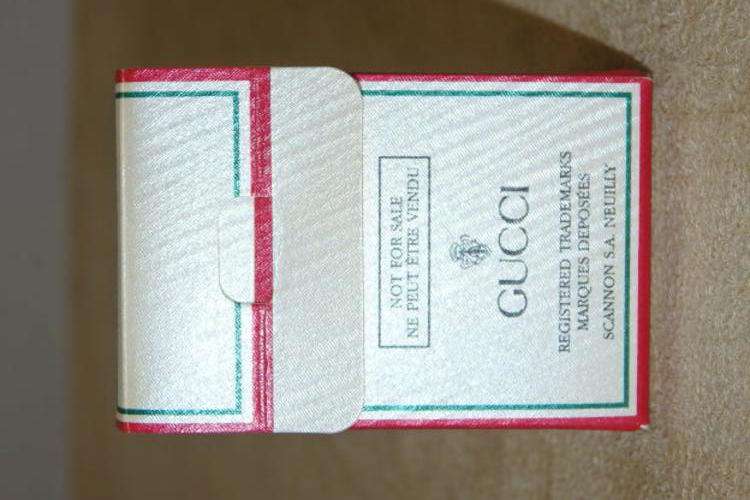 NOT FOR SALE
NE PEUT ÊTRE VENDU
GUCCI
REGISTERED TRADEMARKS
MARQUES DEPOSÉES
SCANNON S.A. NEUILLY